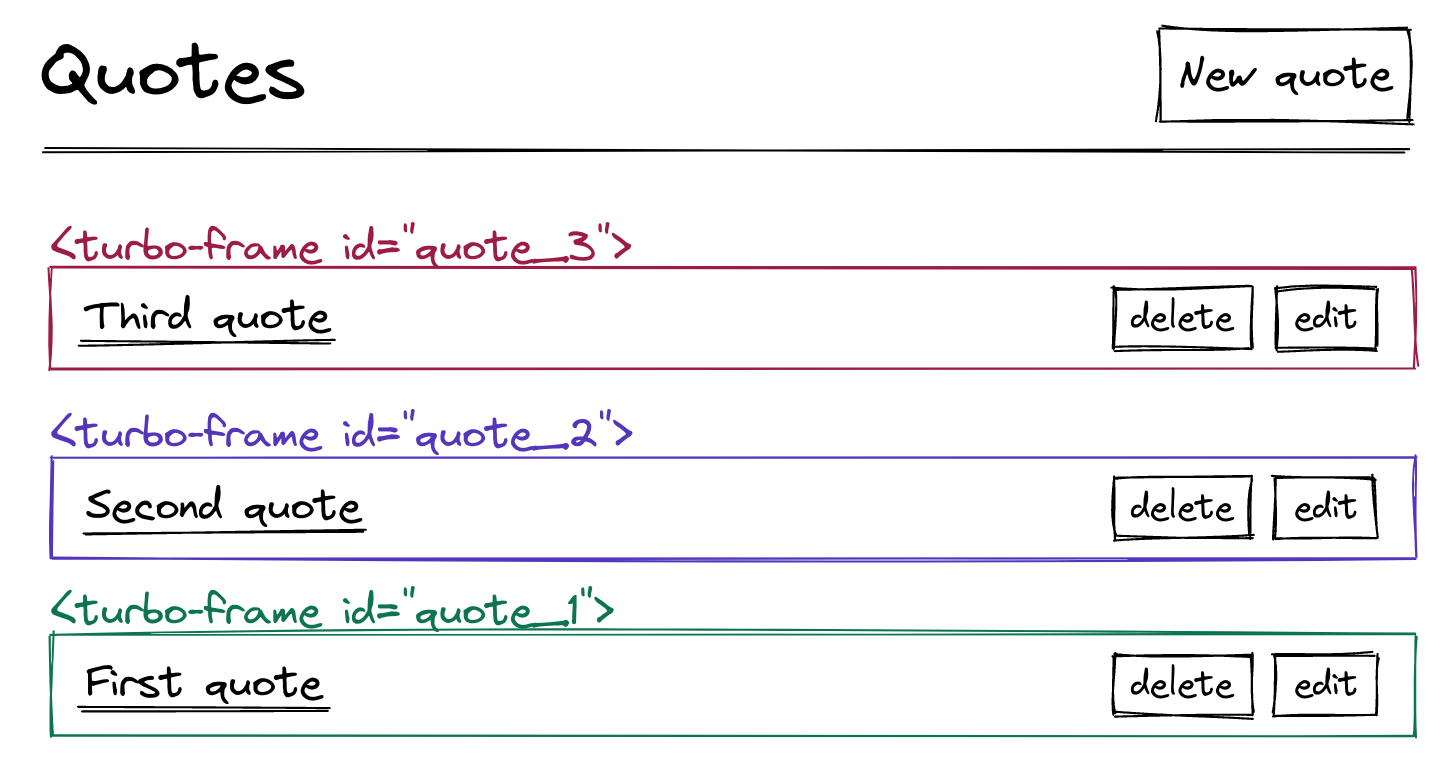 Quotes
New quote
<turbo-frame id="quote_3">
Third quote
delete
edit
<turbo-frame id="quote_2">
Second quote
delete
edit
<turbo-frame id="quote_1">
First quote
delete
edit